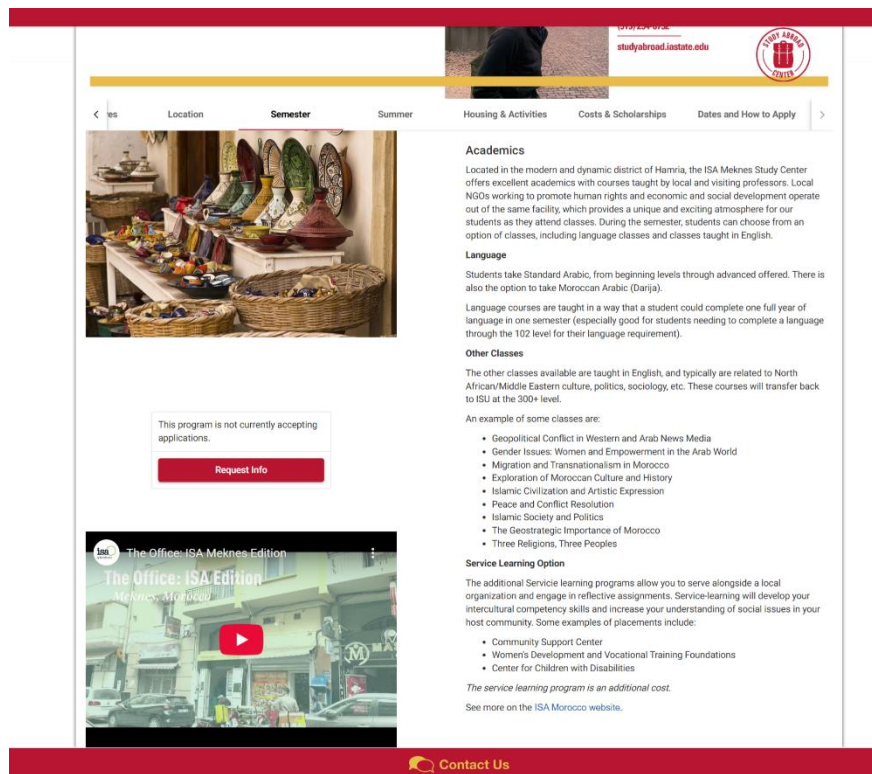 studyabroad.iastate.edu
STUDY ABROAD
CENTER
Location
Semester
Summer
Housing & Activities
Costs & Scholarships
Dates and How to Apply
Academics
Located in the modern and dynamic district of Hamria, the ISA Meknes Study Center
offers excellent academics with courses taught by local and visiting professors. Local
NGOs working to promote human rights and economic and social development operate
out of the same facility, which provides a unique and exciting atmosphere for our
students as they attend classes. During the semester, students can choose from an
option of classes, including language classes and classes taught in English.
Language
Students take Standard Arabic, from beginning levels through advanced offered. There is
also the option to take Moroccan Arabic (Darija).
Language courses are taught in a way that a student could complete one full year of
language in one semester (especially good for students needing to complete a language
through the 102 level for their language requirement).
Other Classes
The other classes available are taught in English, and typically are related to North
African/Middle Eastern culture, politics, sociology, etc. These courses will transfer back
to ISU at the 300+ level.
An example of some classes are:
• Geopolitical Conflict in Western and Arab News Media
• Gender Issues: Women and Empowerment in the Arab World
• Migration and Transnationalism in Morocco
• Exploration of Moroccan Culture and History
• Islamic Civilization and Artistic Expression
• Peace and Conflict Resolution
• Islamic Society and Politics
• The Geostrategic Importance of Morocco
• Three Religions, Three Peoples
Service Learning Option
The additional Servicie learning programs allow you to serve alongside a local
organization and engage in reflective assignments. Service-learning will develop your
intercultural competency skills and increase your understanding of social issues in your
host community. Some examples of placements include:
• Community Support Center
• Women's Development and Vocational Training Foundations
• Center for Children with Disabilities
The service learning program is an additional cost.
See more on the ISA Morocco website.
This program is not currently accepting
applications.
Request Info
isa
The Office: ISA Meknes Edition
The Office: ISA Edition
Meknes, Morocco
Contact Us